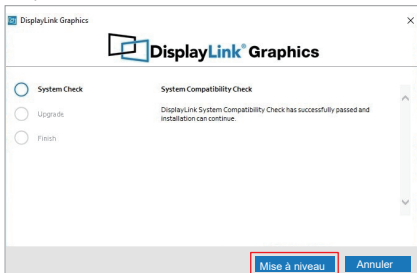 DisplayLink Graphics
DisplayLink® Graphics
System Check
System Compatibility Check
DisplayLink System Compatibility Check has successfully passed and
installation can continue.
Upgrade
Finish
Mise à niveau
Annuler